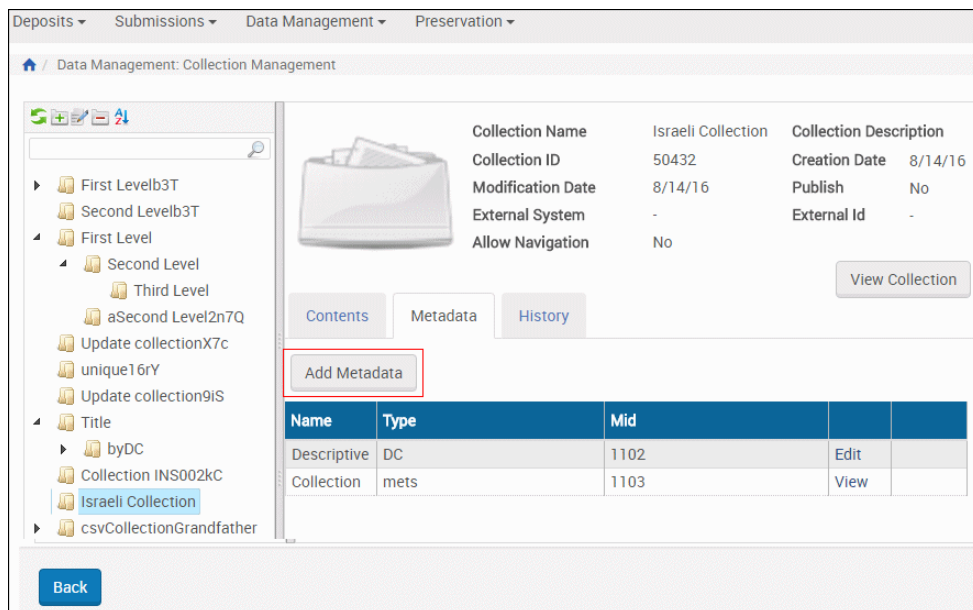 Deposits Submissions Data Management Preservation
/ Data Management: Collection Management
First Levelb3T
Second Levelb3T
First Level
Second Level
Third Level
aSecond Level2n7Q
Update collectionX7c
unique16rY
Update collection9iS
Title
byDC
Collection INS002kC
Israeli Collection
csvCollectionGrandfather
Collection Name Israeli Collection Collection Description
Collection ID 50432 Creation Date 8/14/16
Modification Date 8/14/16 Publish No
External System - External Id -
Allow Navigation No
View Collection
Contents Metadata History
Add Metadata
Name Type Mid
Descriptive DC 1102 Edit
Collection mets 1103 View
Back